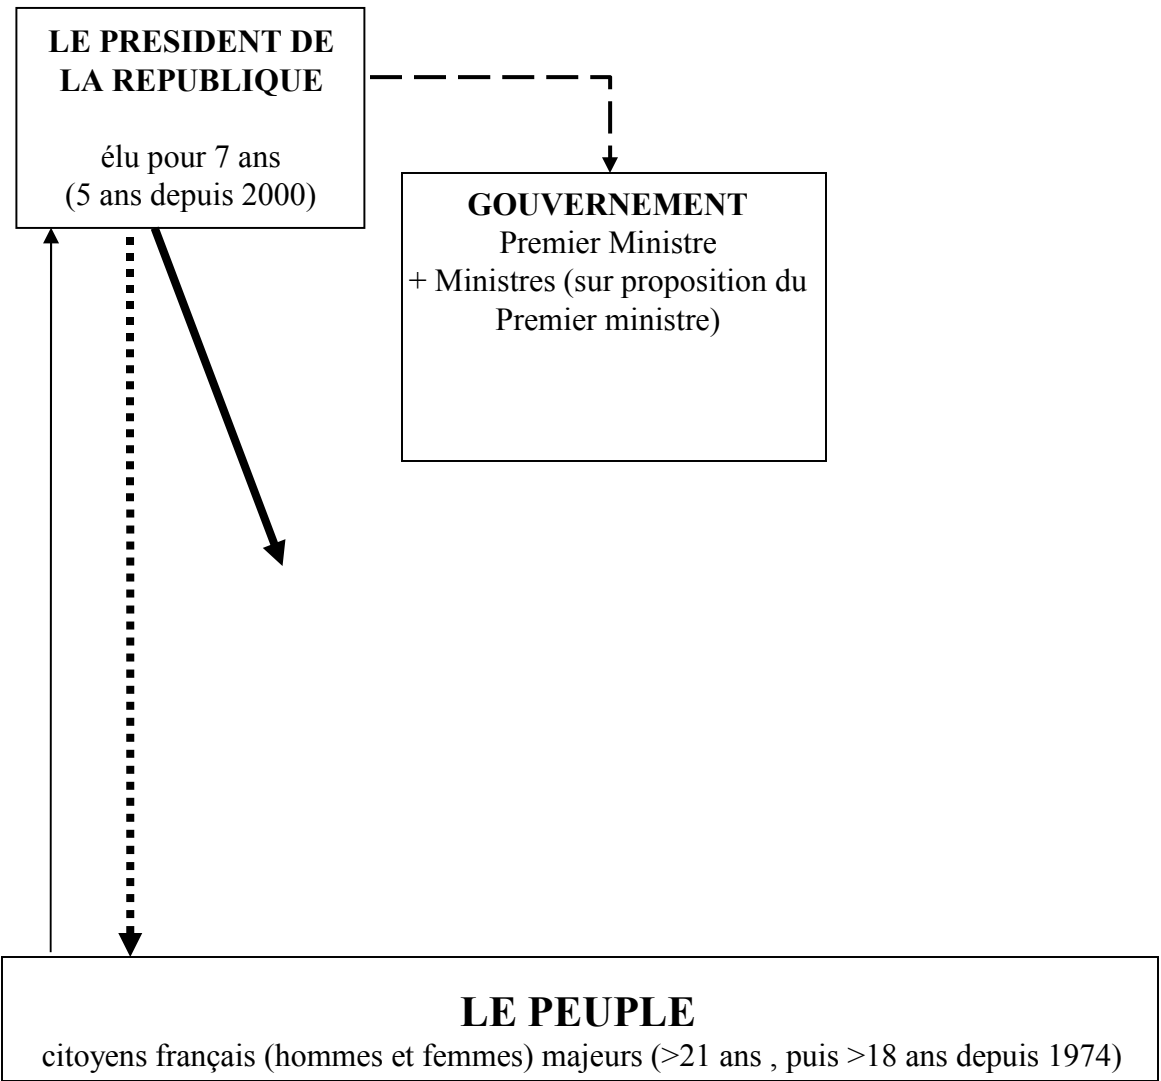 LE PRESIDENT DE
LA REPUBLIQUE
élu pour 7 ans
(5 ans depuis 2000)
GOUVERNEMENT
Premier Ministre
+ Ministres (sur proposition du
Premier ministre)
LE PEUPLE
citoyens français (hommes et femmes) majeurs (>21 ans , puis >18 ans depuis 1974)